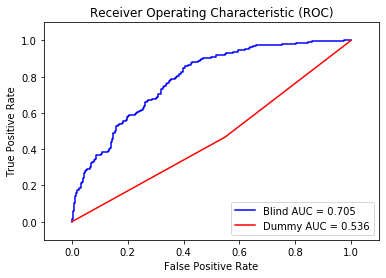 Receiver Operating Characteristic (ROC)
True Positive Rate
1.0
0.8
0.6
0.4
0.2
0.0
Blind AUC = 0.705
Dummy AUC = 0.536
0.0 0.2 0.4 0.6 0.8 1.0
False Positive Rate